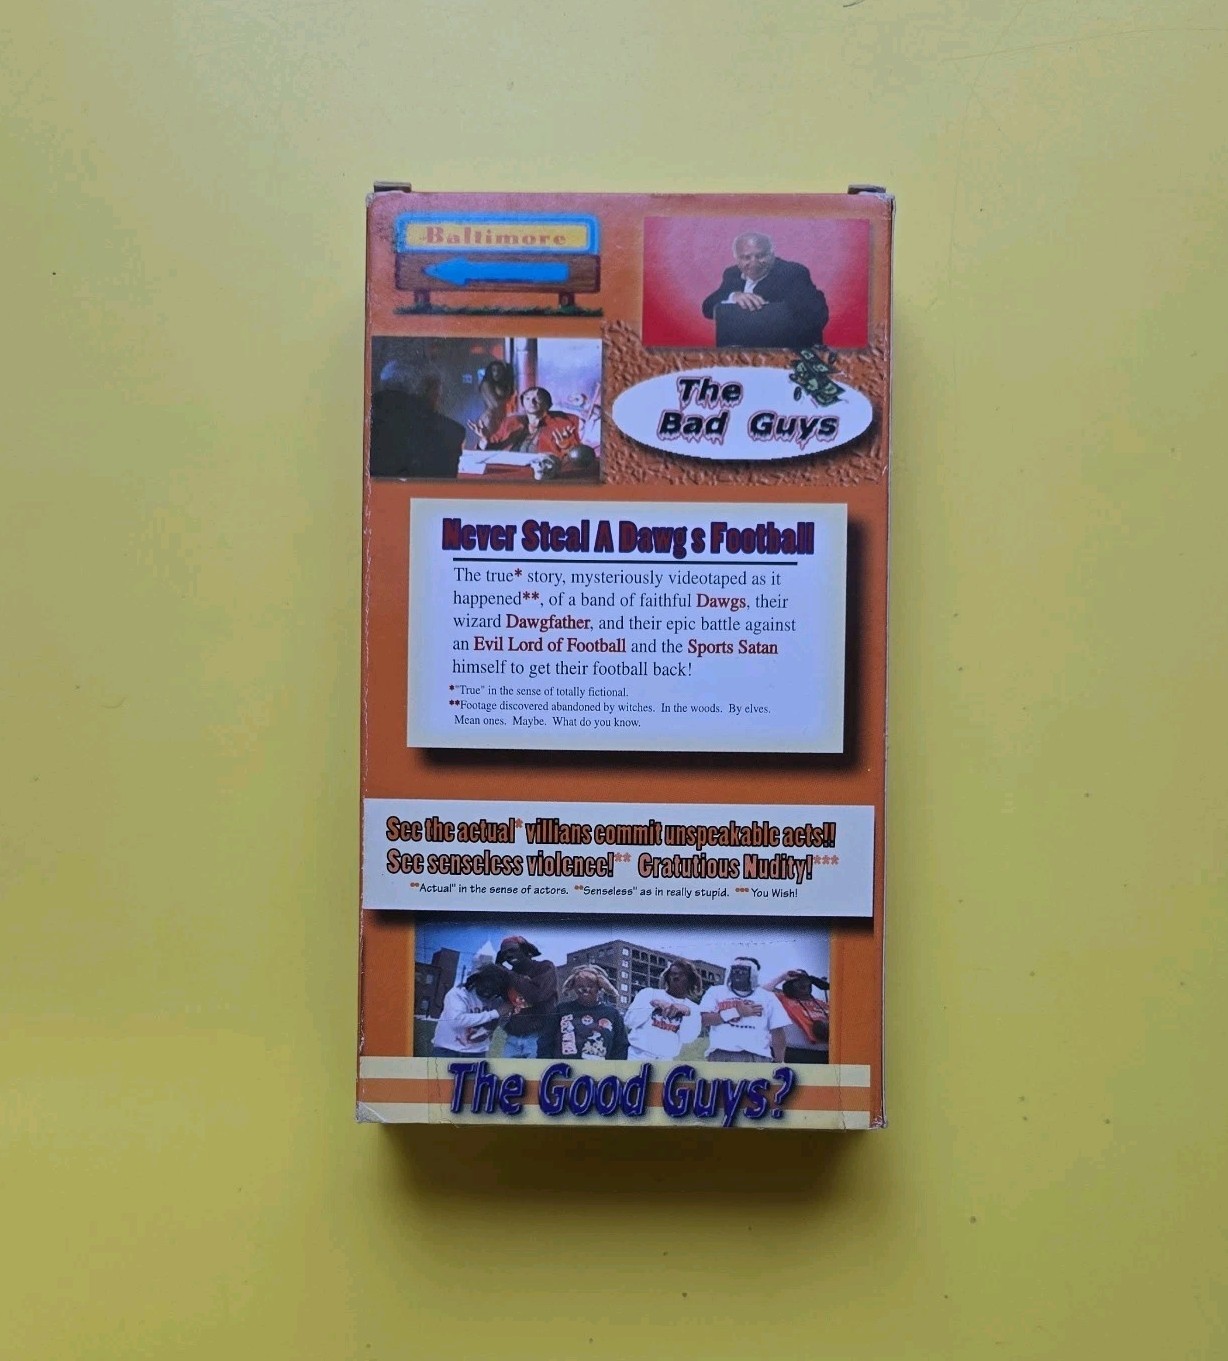 Baltimore
The
Bad Guys
Never Steal A Dawg s Football
The true* story, mysteriously videotaped as it
happened**, of a band of faithful Dawgs, their
wizard Dawgfather, and their epic battle against
an Evil Lord of Football and the Sports Satan
himself to get their football back!
*"True" in the sense of totally fictional.
**Footage discovered abandoned by witches. In the woods. By elves.
Mean ones. Maybe. What do you know.
See the actual* villians commit unspeakable acts!!
See senseless violence!** Gratutious Nudity!***
**Actual" in the sense of actors. **Senseless" as in really stupid. *** You Wish!
The Good Guys?